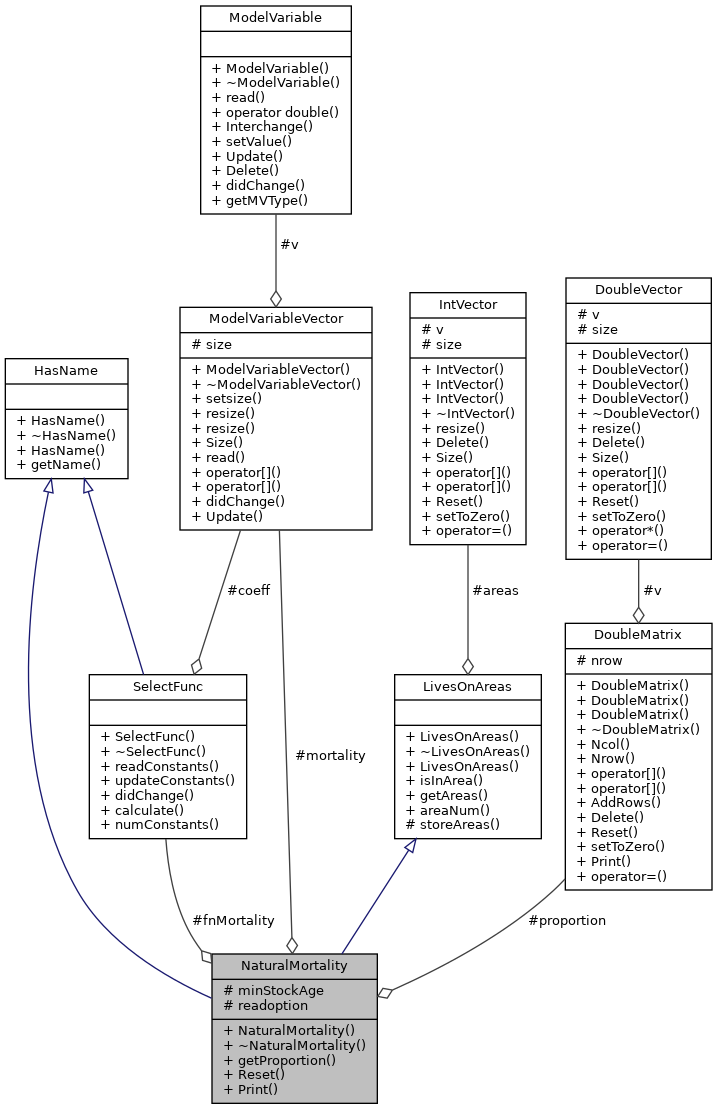 ModelVariable
+ ModelVariable()
+ ~ModelVariable()
+ read()
+ operator double()
+ Interchange()
+ setValue()
+ Update()
+ Delete()
+ didChange()
+ getMVType()
#v
ModelVariableVector
# size
+ ModelVariableVector()
+ ~ModelVariableVector()
+ setsize()
+ resize()
+ resize()
+ Size()
+ read()
+ operator[]()
+ operator[]()
+ didChange()
+ Update()
IntVector
# v
# size
+ IntVector()
+ IntVector()
+ IntVector()
+ ~IntVector()
+ resize()
+ Delete()
+ Size()
+ operator[]()
+ operator[]()
+ Reset()
+ setToZero()
+ operator=()
DoubleVector
# v
# size
+ DoubleVector()
+ DoubleVector()
+ DoubleVector()
+ DoubleVector()
+ ~DoubleVector()
+ resize()
+ Delete()
+ Size()
+ operator[]()
+ operator[]()
+ Reset()
+ setToZero()
+ operator*()
+ operator=()
HasName
+ HasName()
+ ~HasName()
+ HasName()
+ getName()
#coeff
#areas
#v
SelectFunc
+ SelectFunc()
+ ~SelectFunc()
+ readConstants()
+ updateConstants()
+ didChange()
+ calculate()
+ numConstants()
#mortality
LivesOnAreas
+ LivesOnAreas()
+ ~LivesOnAreas()
+ LivesOnAreas()
+ isInArea()
+ getAreas()
+ areaNum()
# storeAreas()
DoubleMatrix
# nrow
+ DoubleMatrix()
+ DoubleMatrix()
+ DoubleMatrix()
+ ~DoubleMatrix()
+ Ncol()
+ Nrow()
+ operator[]()
+ operator[]()
+ AddRows()
+ Delete()
+ Reset()
+ setToZero()
+ Print()
+ operator=()
#fnMortality
#proportion
NaturalMortality
# minStockAge
# readoption
+ NaturalMortality()
+ ~NaturalMortality()
+ getProportion()
+ Reset()
+ Print()